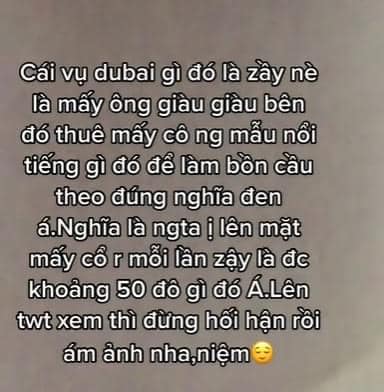 Cái vụ dubai gì đó là zầy nè
là mấy ông giàu giàu bên
đó thuê mấy cô ng mẫu nổi
tiếng gì đó để làm bồn cầu
theo đúng nghĩa đen
á.Nghĩa là ngta ị lên mặt
mấy cổ r mỗi lần zậy là đc
khoảng 50 đô gì đó Á.Lên
twt xem thì đừng hối hận rồi
ám ảnh nha,niệm😌